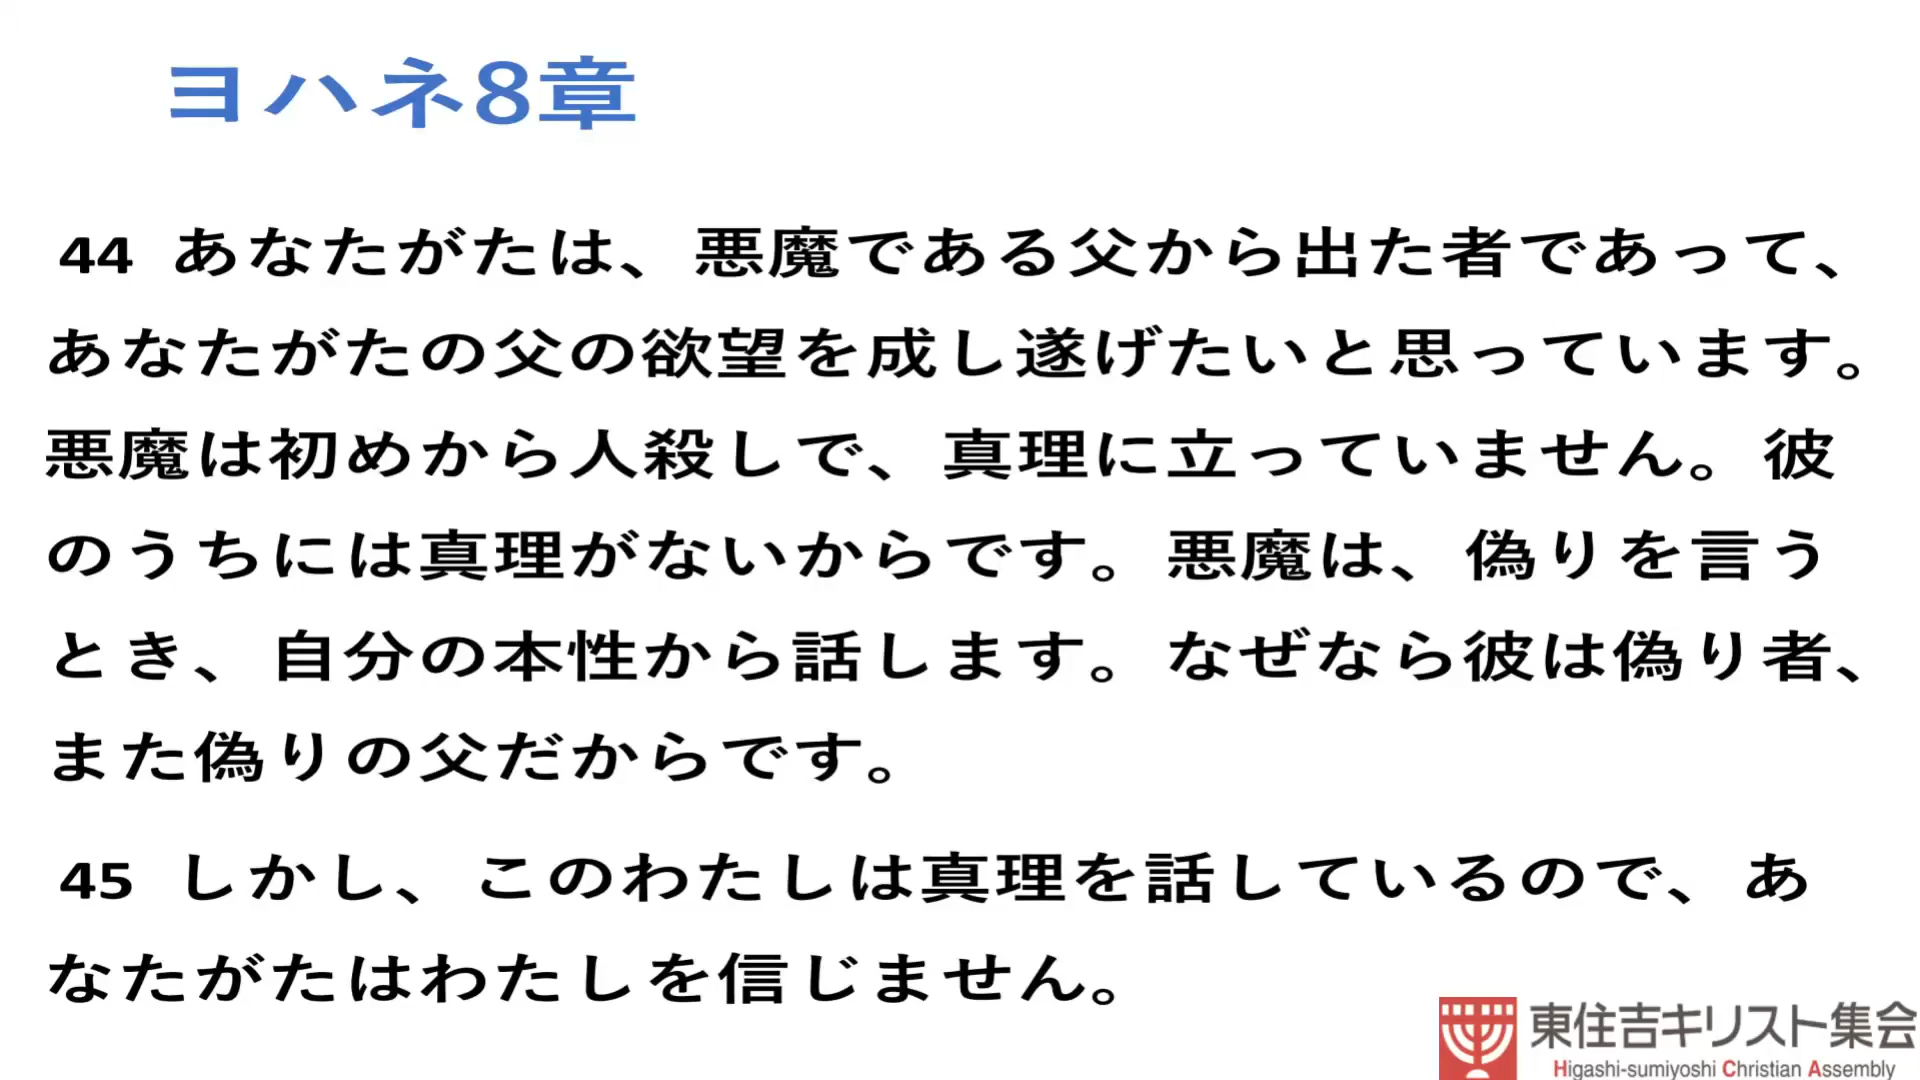 ヨハネ8章
44 あなたがたは、悪魔である父から出た者であって、
あなたがたの父の欲望を成し遂げたいと思っています。
悪魔は初めから人殺しで、真理に立っていません。彼
のうちには真理がないからです。悪魔は、偽りを言う
とき、自分の本性から話します。なぜなら彼は偽り者、
また偽りの父だからです。
45 しかし、このわたしは真理を話しているので、あ
なたがたはわたしを信じません。
東住吉キリスト集会
Higashi-sumiyoshi Christian Assembly